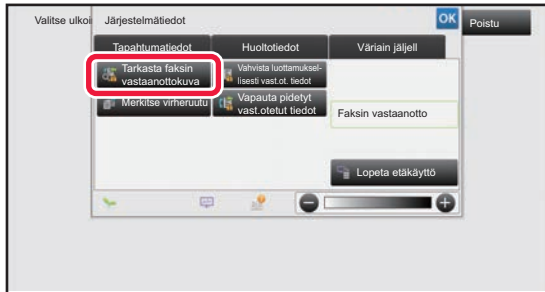 Valitse ulkoi
Järjestelmätiedot
OK
Poistu
Tapahtumatiedot
Huoltotiedot
Väriain jäljell
Tarkasta faksin
vastaanottokuva
Vahvista luottamuksel-
lisesti vast.ot. tiedot
Merkitse virheruutu
Vapauta pidetyt
vast.otetut tiedot
Faksin vastaanotto
Lopeta etäkäyttö